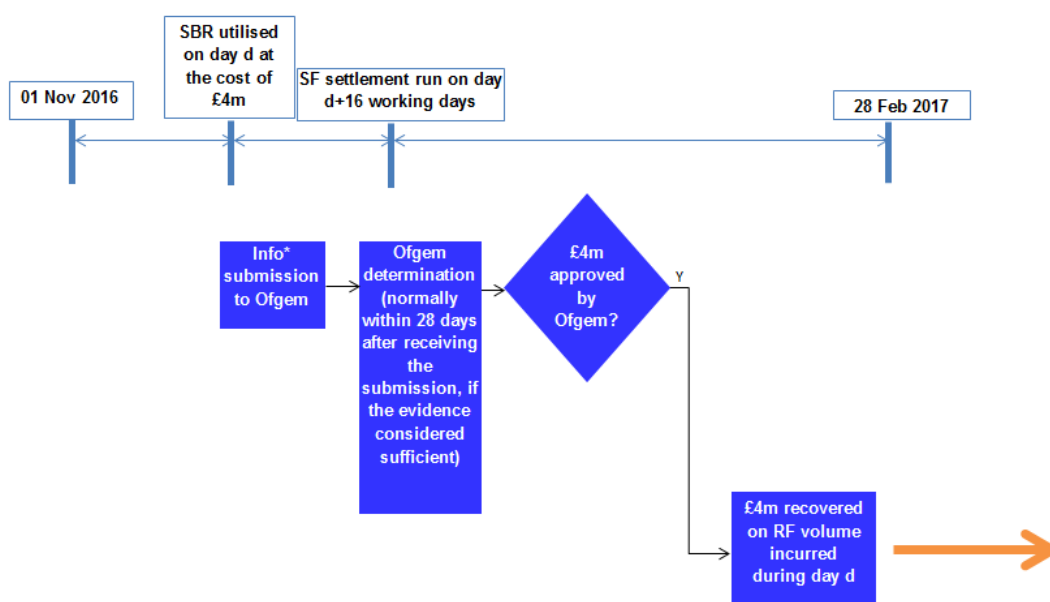 01 Nov 2016
SBR utilised
on day d at
the cost of
£4m
SF settlement run on day
d+16 working days
28 Feb 2017
Info*
submission
to Ofgem
Ofgem
determination
(normally
within 28 days
after receiving
the
submission, if
the evidence
considered
sufficient)
£4m
approved
by
Ofgem?
Y
£4m recovered
on RF volume
incurred
during day d